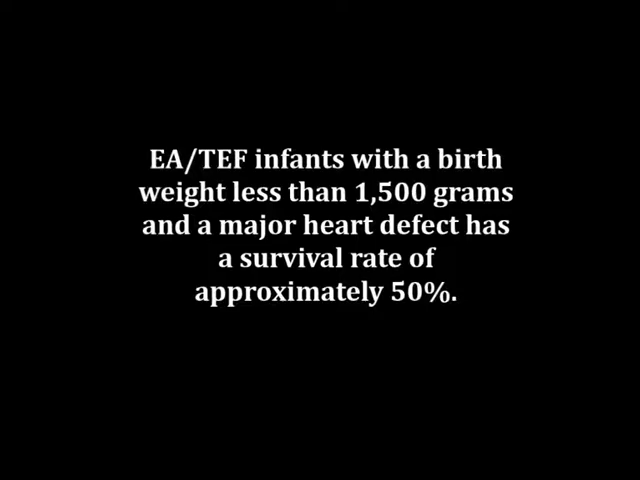 EA/TEF infants with a birth
weight less than 1,500 grams
and a major heart defect has
a survival rate of
approximately 50%.